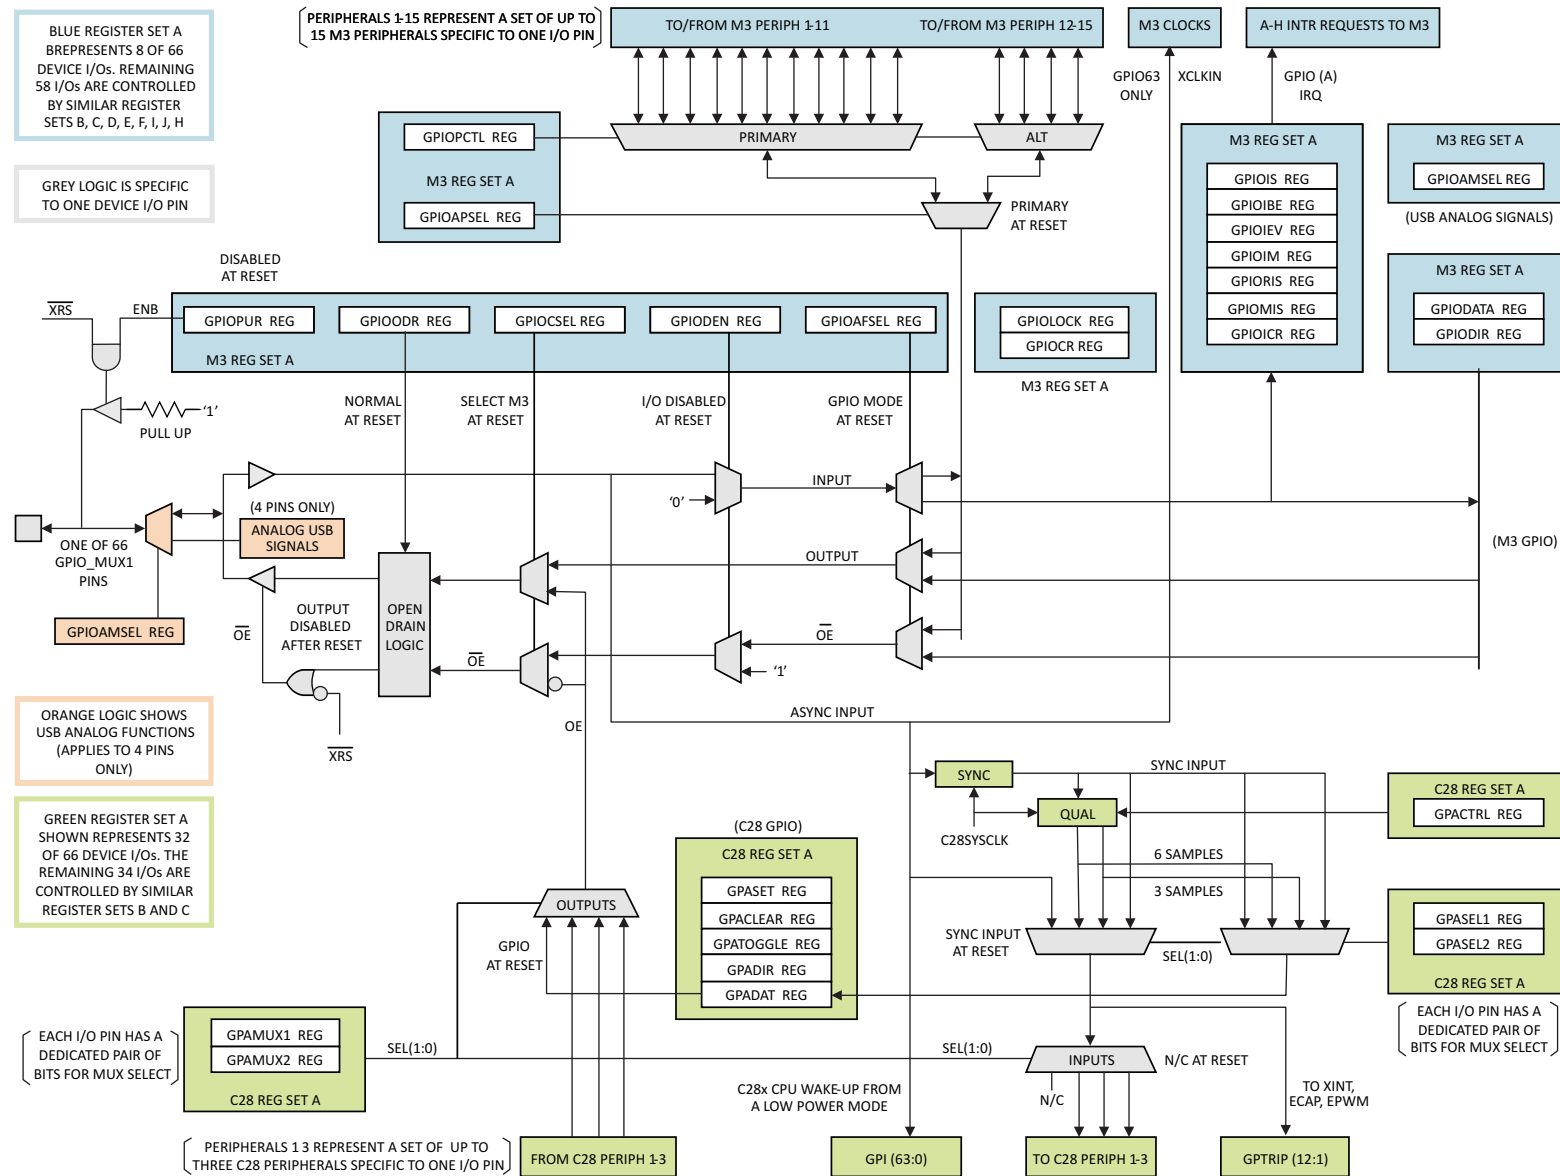 BLUE REGISTER SET A
BREPRESENTS 8 OF 66
DEVICE I/Os. REMAINING
58 I/Os ARE CONTROLLED
BY SIMILAR REGISTER
SETS B, C, D, E, F, I, J, H
GREY LOGIC IS SPECIFIC
TO ONE DEVICE I/O PIN
PERIPHERALS 1-15 REPRESENT A SET OF UP TO
15 M3 PERIPHERALS SPECIFIC TO ONE I/O PIN
TO/FROM M3 PERIPH 1-11
TO/FROM M3 PERIPH 12-15
M3 CLOCKS
A-H INTR REQUESTS TO M3
GPIO63
ONLY
XCLKIN
GPIO (A)
IRQ
GPIOPCTL REG
M3 REG SET A
GPIOAPSEL REG
PRIMARY
ALT
PRIMARY
AT RESET
M3 REG SET A
GPIOIS REG
GPIOIBE REG
GPIOIEV REG
GPIOIM REG
GPIORIS REG
GPIOMIS REG
GPIOICR REG
M3 REG SET A
GPIOAMSEL REG
(USB ANALOG SIGNALS)
M3 REG SET A
GPIODATA REG
GPIODIR REG
DISABLED
AT RESET
XRS
ENB
GPIOPUR REG
GPIOODR REG
GPIOCSEL REG
GPIODEN REG
GPIOAFSEL REG
M3 REG SET A
GPIOLOCK REG
GPIOCR REG
M3 REG SET A
NORMAL
AT RESET
SELECT M3
AT RESET
I/O DISABLED
AT RESET
GPIO MODE
AT RESET
‘1’
PULL UP
INPUT
‘0’
(4 PINS ONLY)
ANALOG USB
SIGNALS
ONE OF 66
GPIO_MUX1
PINS
GPIOAMSEL REG
OUTPUT
(M3 GPIO)
OPEN
DRAIN
LOGIC
OUTPUT
DISABLED
AFTER RESET
OE
OE
OE
‘1’
OE
XRS
ASYNC INPUT
ORANGE LOGIC SHOWS
USB ANALOG FUNCTIONS
(APPLIES TO 4 PINS
ONLY)
GREEN REGISTER SET A
SHOWN REPRESENTS 32
OF 66 DEVICE I/Os. THE
REMAINING 34 I/Os ARE
CONTROLLED BY SIMILAR
REGISTER SETS B AND C
SYNC
SYNC INPUT
QUAL
C28SYSCLK
C28 REG SET A
GPACTRL REG
6 SAMPLES
3 SAMPLES
(C28 GPIO)
C28 REG SET A
GPASET REG
GPACLEAR REG
GPATOGGLE REG
GPADIR REG
GPADAT REG
OUTPUTS
GPIO
AT RESET
SYNC INPUT
AT RESET
SEL(1:0)
GPASEL1 REG
GPASEL2 REG
C28 REG SET A
EACH I/O PIN HAS A
DEDICATED PAIR OF
BITS FOR MUX SELECT
EACH I/O PIN HAS A
DEDICATED PAIR OF
BITS FOR MUX SELECT
GPAMUX1 REG
GPAMUX2 REG
C28 REG SET A
SEL(1:0)
SEL(1:0)
INPUTS
N/C AT RESET
N/C
C28x CPU WAKE-UP FROM
A LOW POWER MODE
TO XINT,
ECAP, EPWM
PERIPHERALS 1 3 REPRESENT A SET OF UP TO
THREE C28 PERIPHERALS SPECIFIC TO ONE I/O PIN
FROM C28 PERIPH 1-3
GPI (63:0)
TO C28 PERIPH 1-3
GPTRIP (12:1)